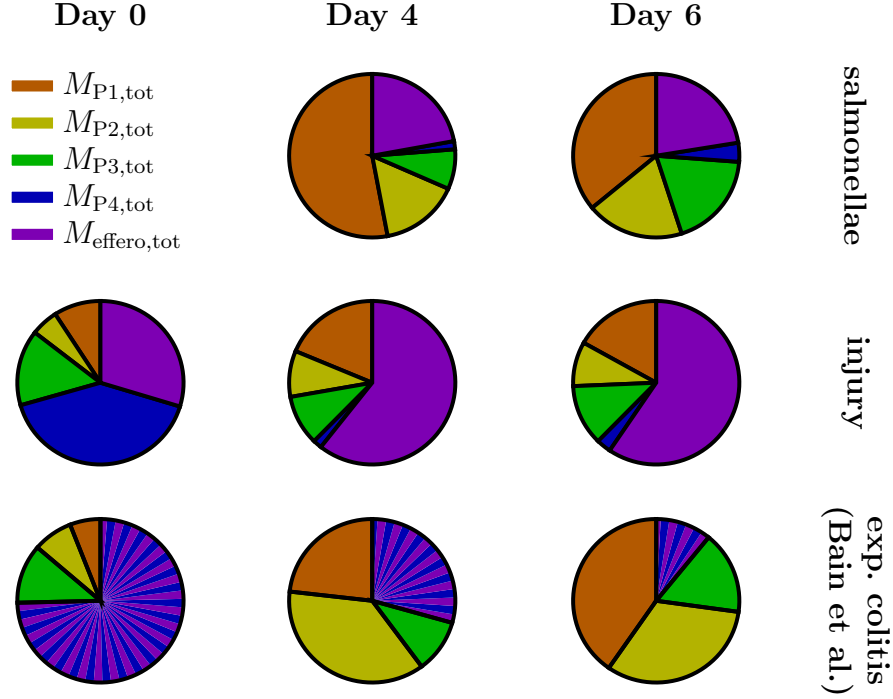 Day 0
Day 4
Day 6
M_P1,tot
M_P2,tot
M_P3,tot
M_P4,tot
M_effero,tot
salmonellae
injury
exp. colitis
(Bain et al.)